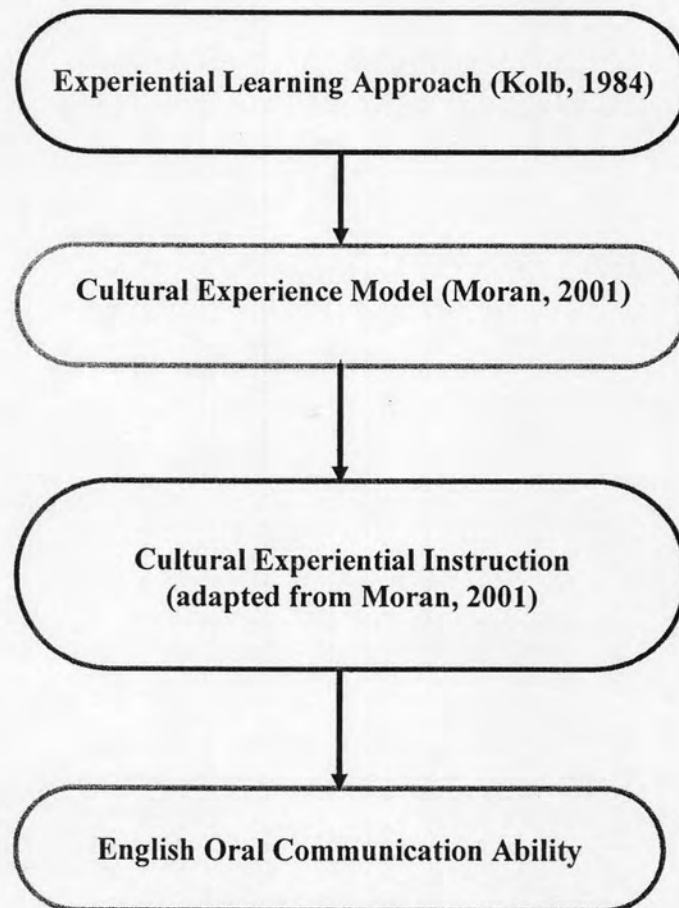 Experiential Learning Approach (Kolb, 1984)
Cultural Experience Model (Moran, 2001)
Cultural Experiential Instruction
(adapted from Moran, 2001)
English Oral Communication Ability